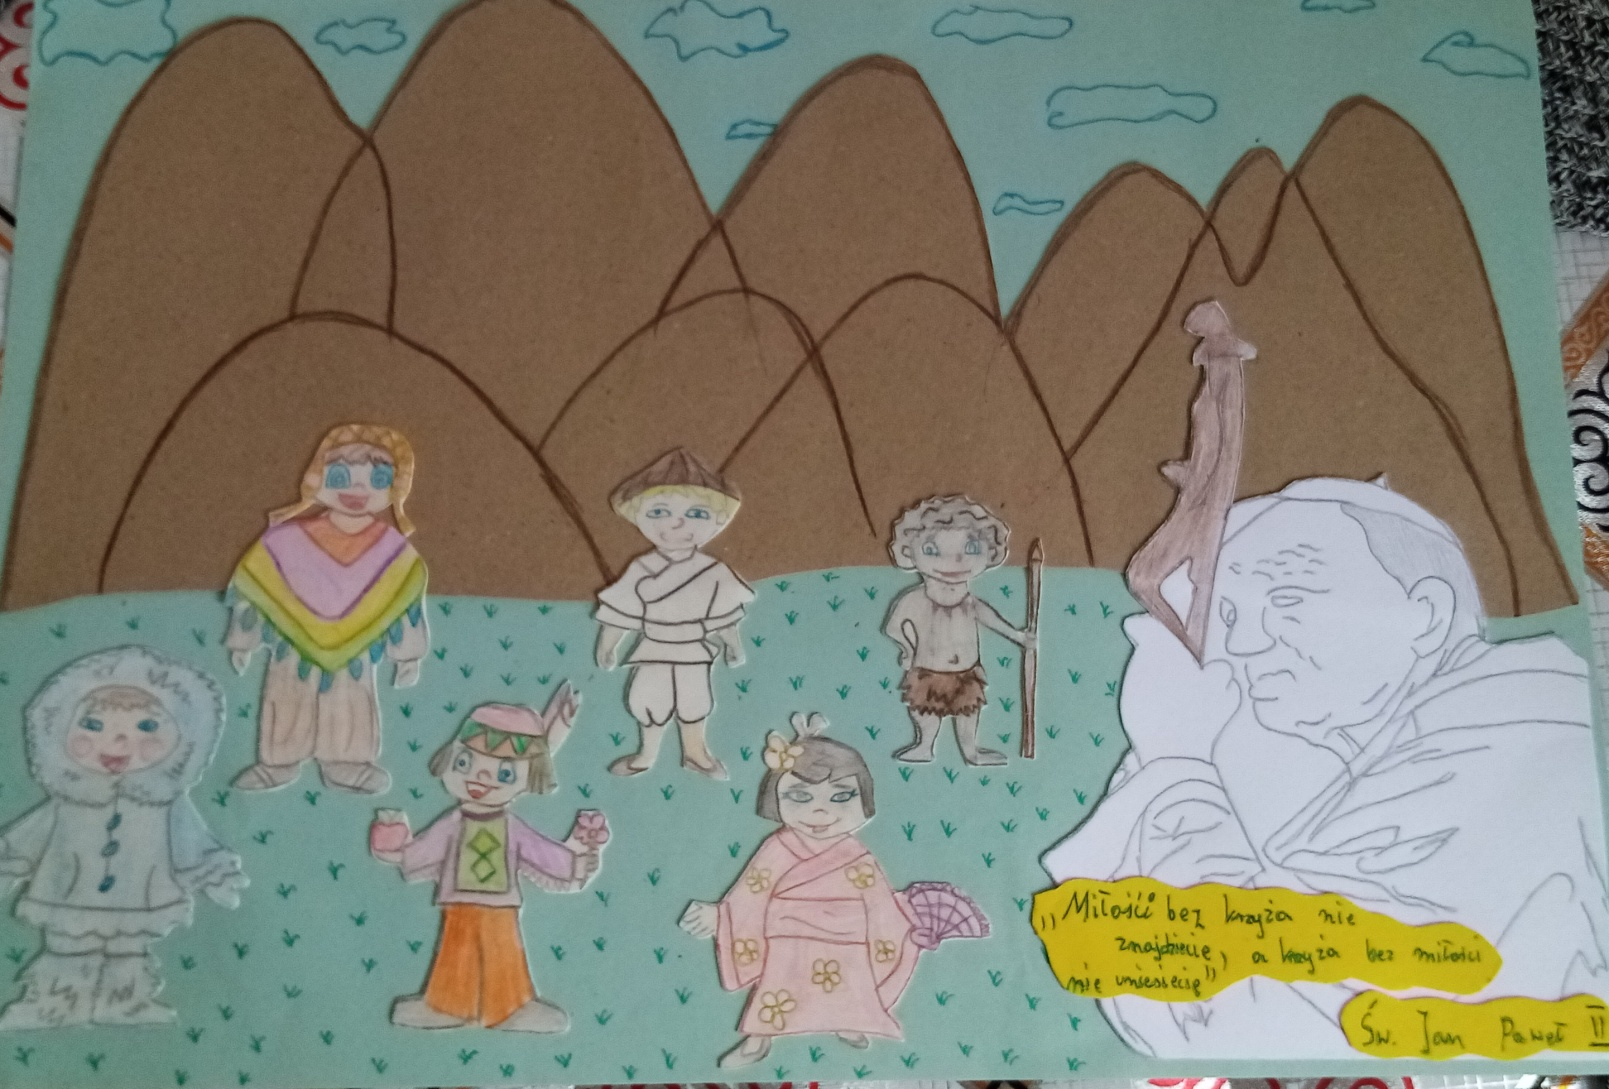 „Miłości bez krzyża nie
znajdziecie, a krzyża bez miłości
nie uniesiecie"
Św. Jan Paweł II